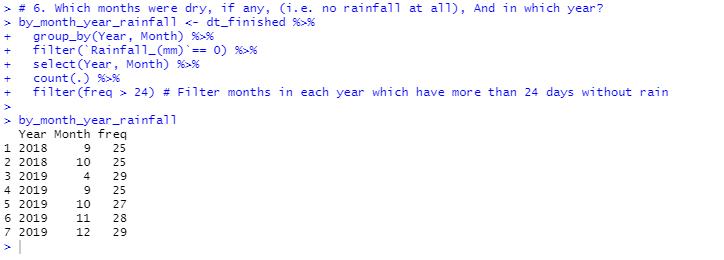 > # 6. Which months were dry, if any, (i.e. no rainfall at all), And in which year?
> by_month_year_rainfall <- dt_finished %>%
+   group_by(Year, Month) %>%
+   filter(`Rainfall_(mm)`== 0) %>%
+   select(Year, Month) %>%
+   count(.) %>%
+   filter(freq > 24) # Filter months in each year which have more than 24 days without rain
>
> by_month_year_rainfall
  Year Month freq
1 2018     9   25
2 2018    10   25
3 2019     4   29
4 2019     9   25
5 2019    10   27
6 2019    11   28
7 2019    12   29
>